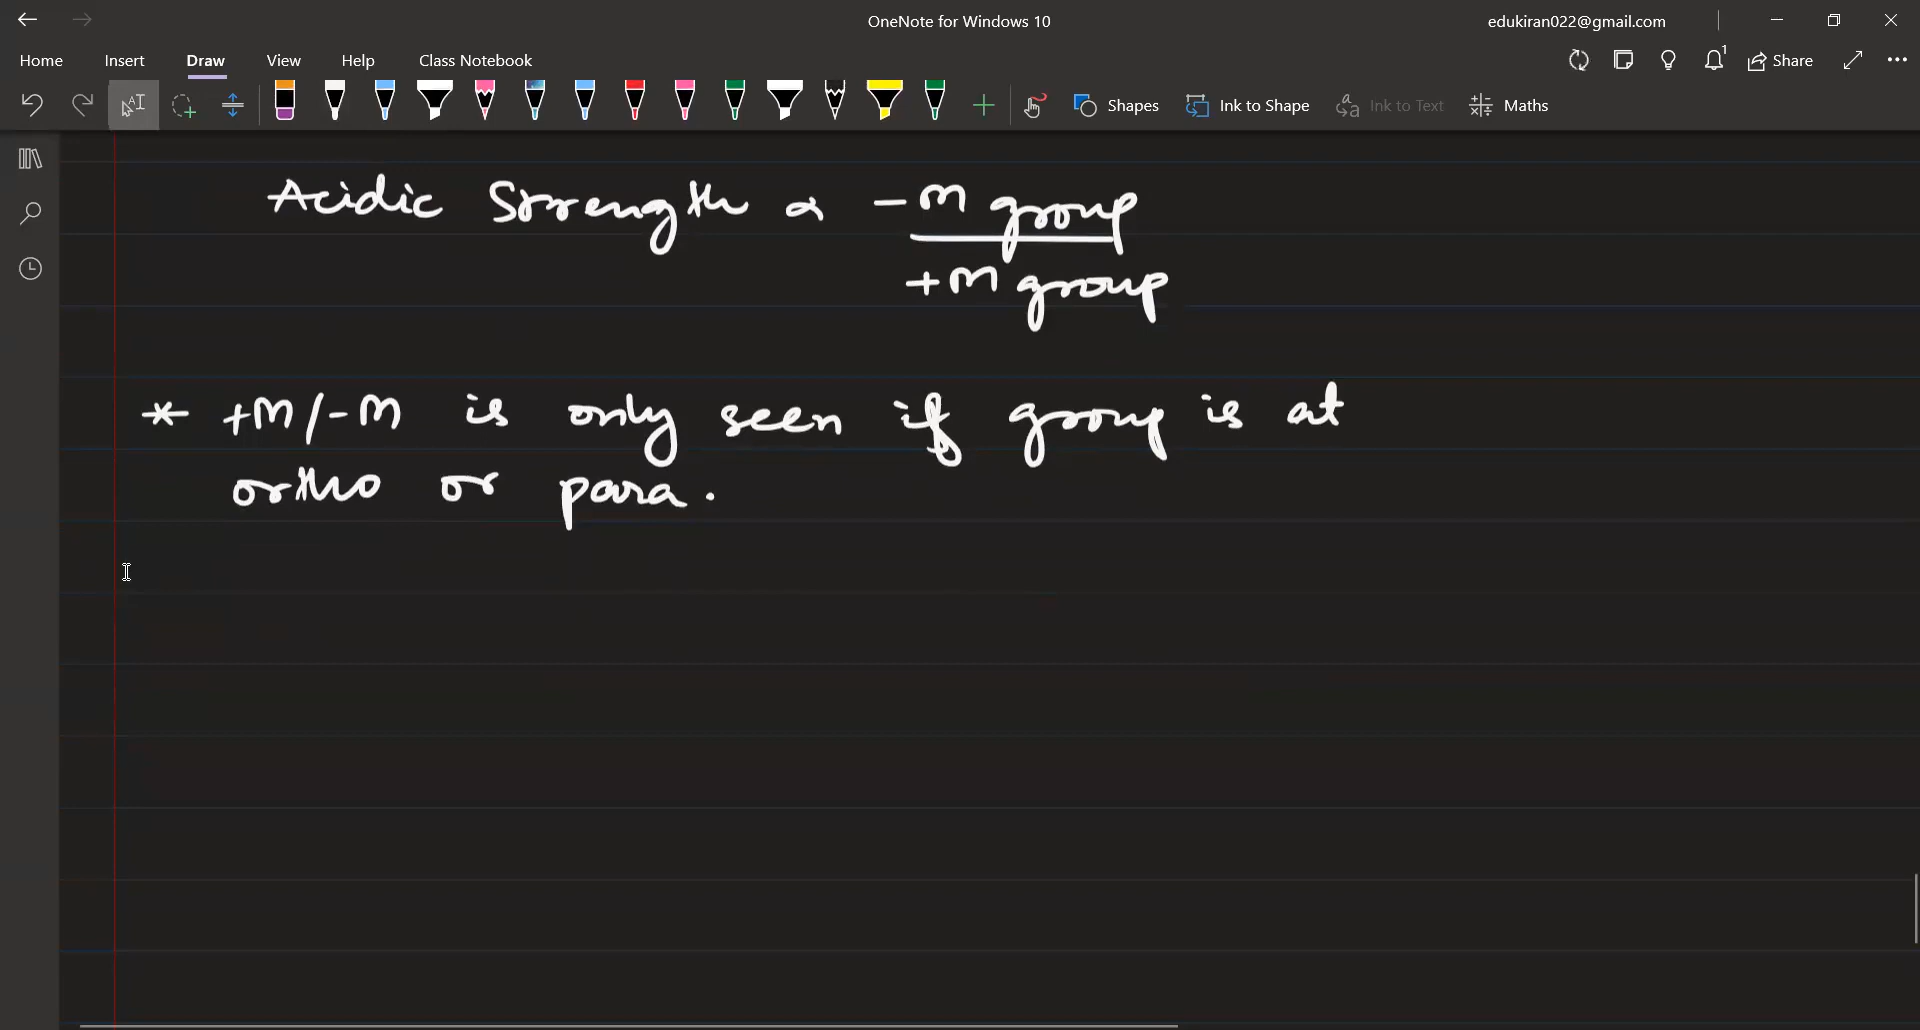 OneNote for Windows 10
edukiran022@gmail.com
Home Insert Draw View Help Class Notebook
1
Share
Shapes Ink to Shape Ink to Text Maths
Acidic Strength α -M group
+M group
* +M/-M is only seen if group is at
ortho or para.